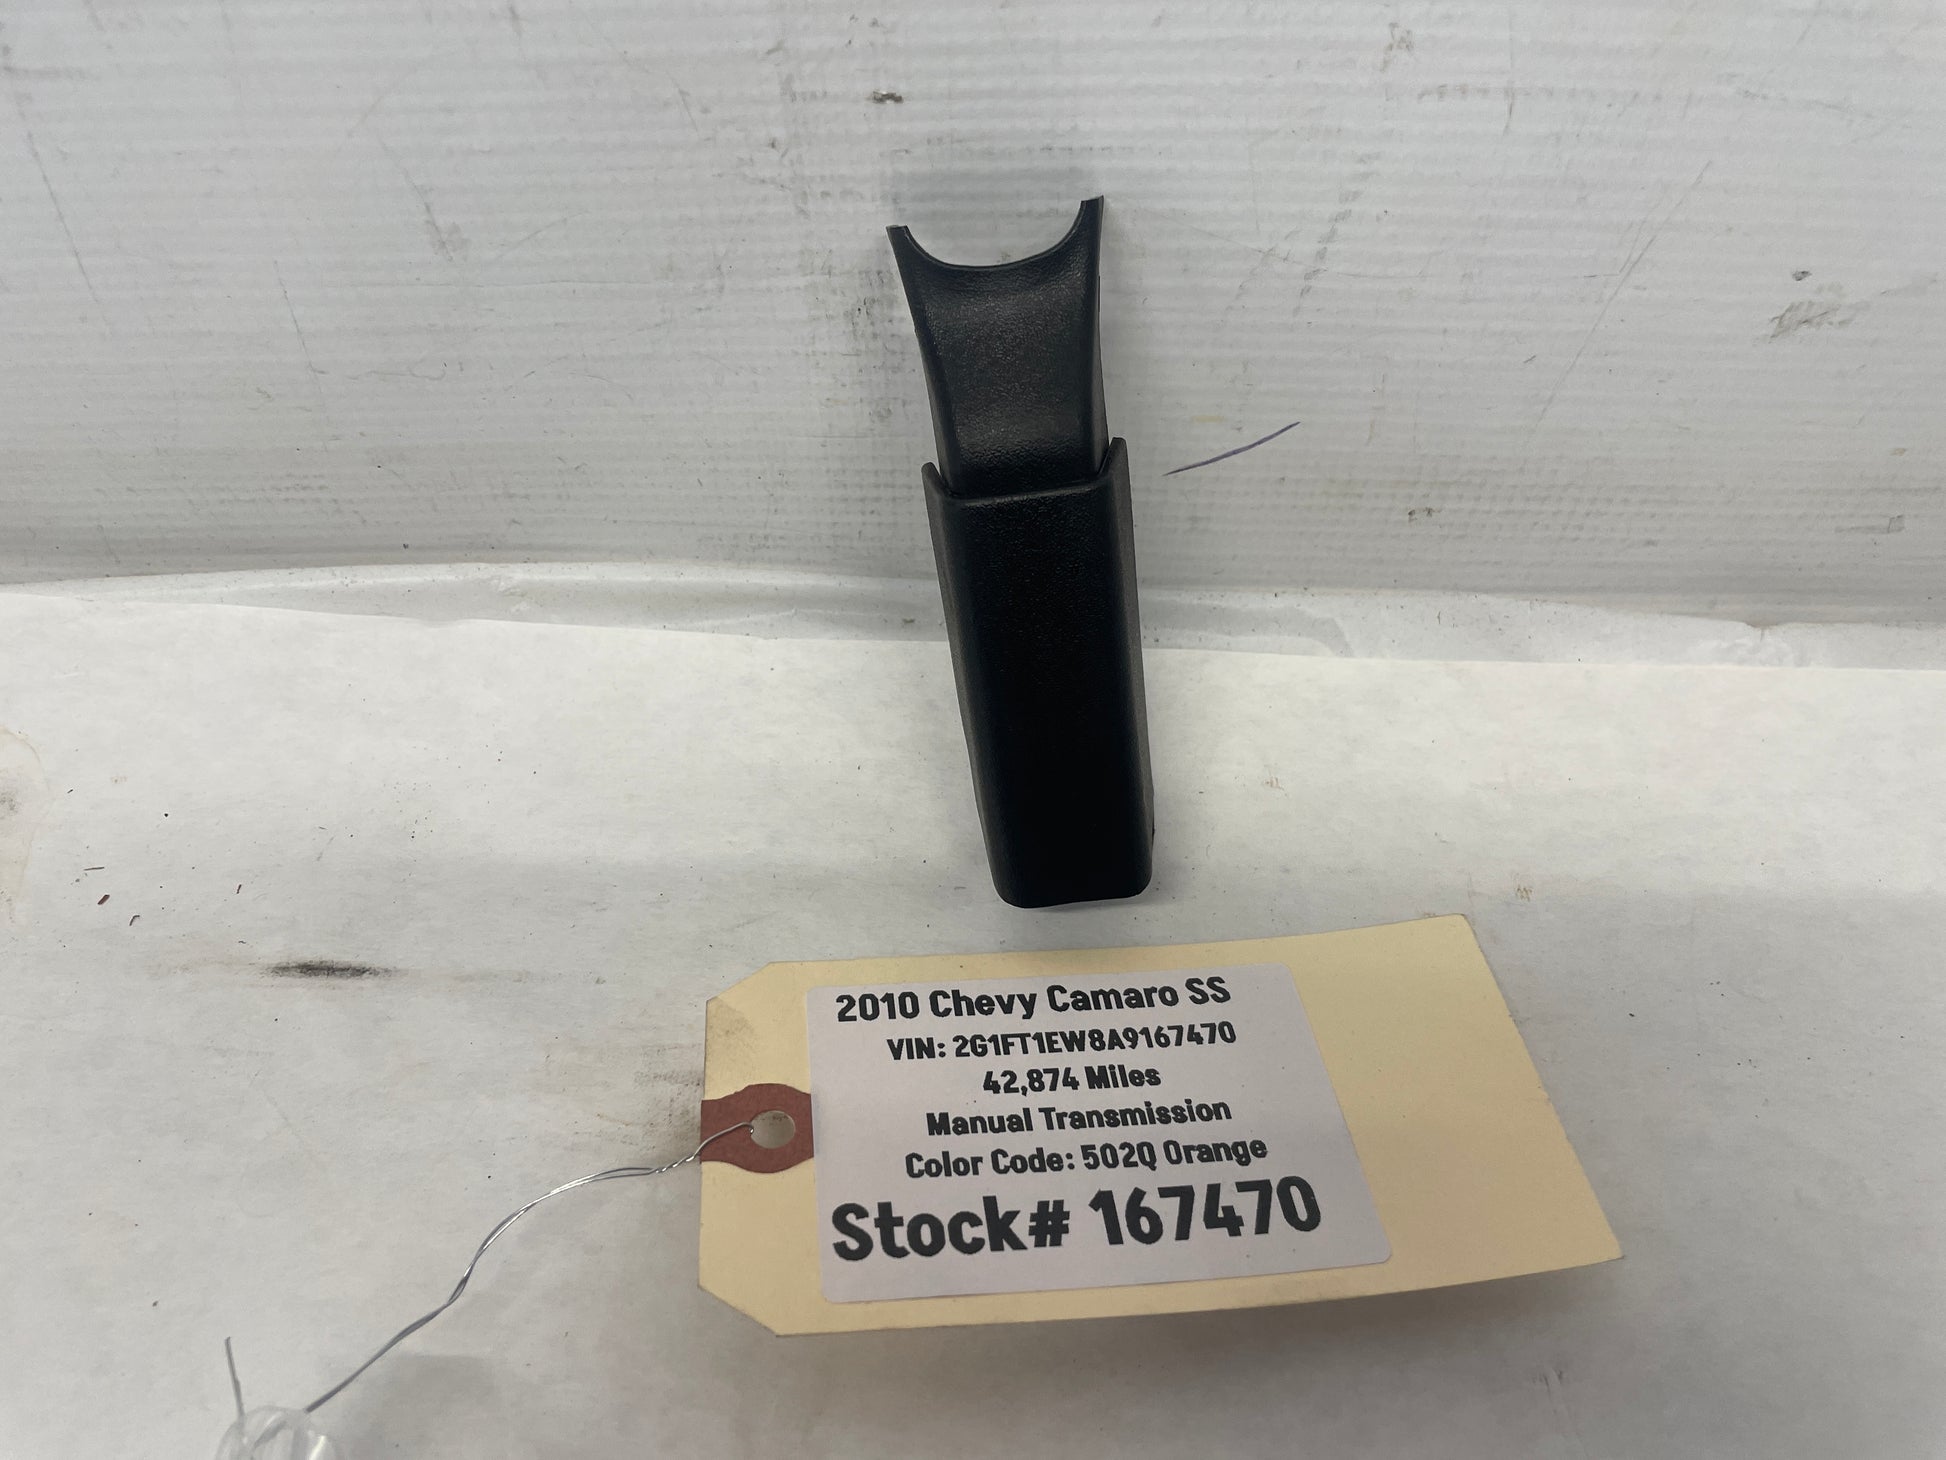 2010 Chevy Camaro SS
VIN: 2G1FT1EW8A9167470
42,874 Miles
Manual Transmission
Color Code: 502Q Orange
Stock# 167470